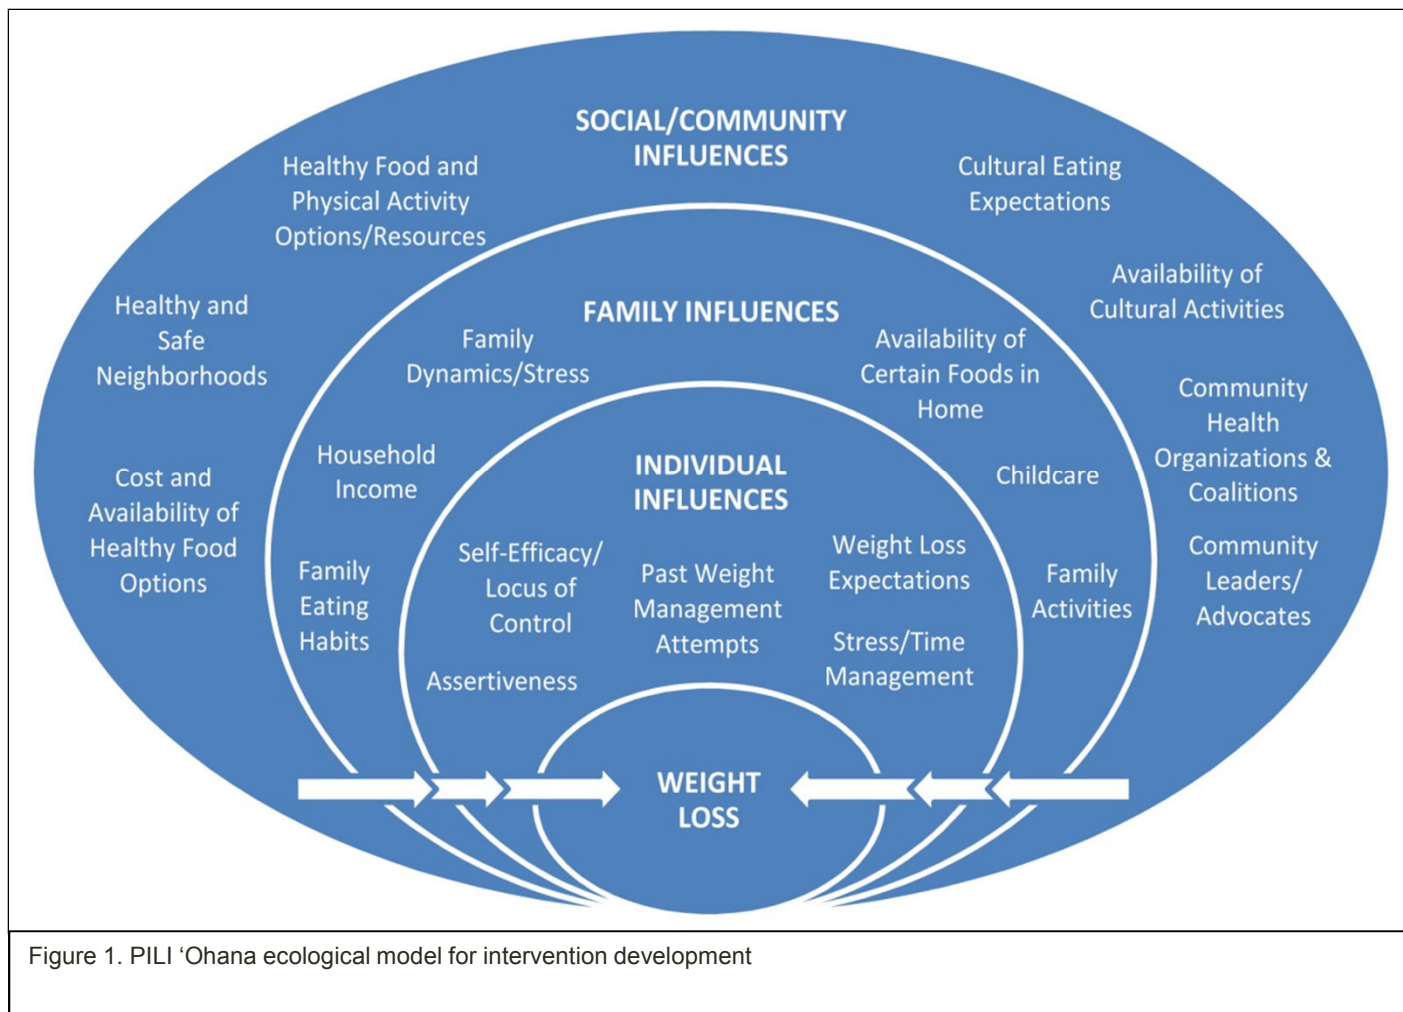 SOCIAL/COMMUNITY
INFLUENCES
Healthy Food and
Physical Activity
Options/Resources
Cultural Eating
Expectations
Healthy and
Safe
Neighborhoods
Availability of
Cultural Activities
Cost and
Availability of
Healthy Food
Options
Community
Health
Organizations &
Coalitions
Community
Leaders/
Advocates
FAMILY INFLUENCES
Family
Dynamics/Stress
Availability of
Certain Foods in
Home
Household
Income
Childcare
Family
Eating
Habits
Family
Activities
INDIVIDUAL
INFLUENCES
Self-Efficacy/
Locus of
Control
Past Weight
Management
Attempts
Weight Loss
Expectations
Assertiveness
Stress/Time
Management
WEIGHT
LOSS
Figure 1. PILI ‘Ohana ecological model for intervention development